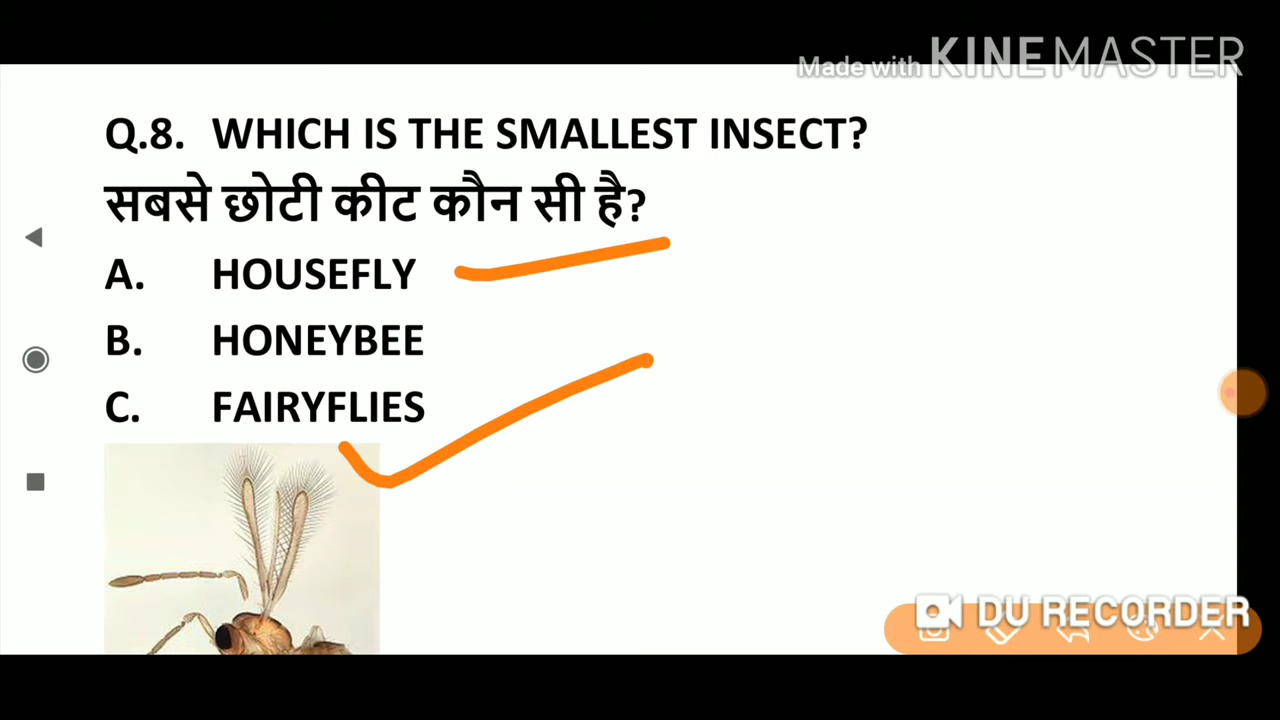 Made with KINEMASTER
Q.8. WHICH IS THE SMALLEST INSECT?
सबसे छोटी कीट कौन सी है?
A. HOUSEFLY
B. HONEYBEE
C. FAIRYFLIES
DU RECORDER